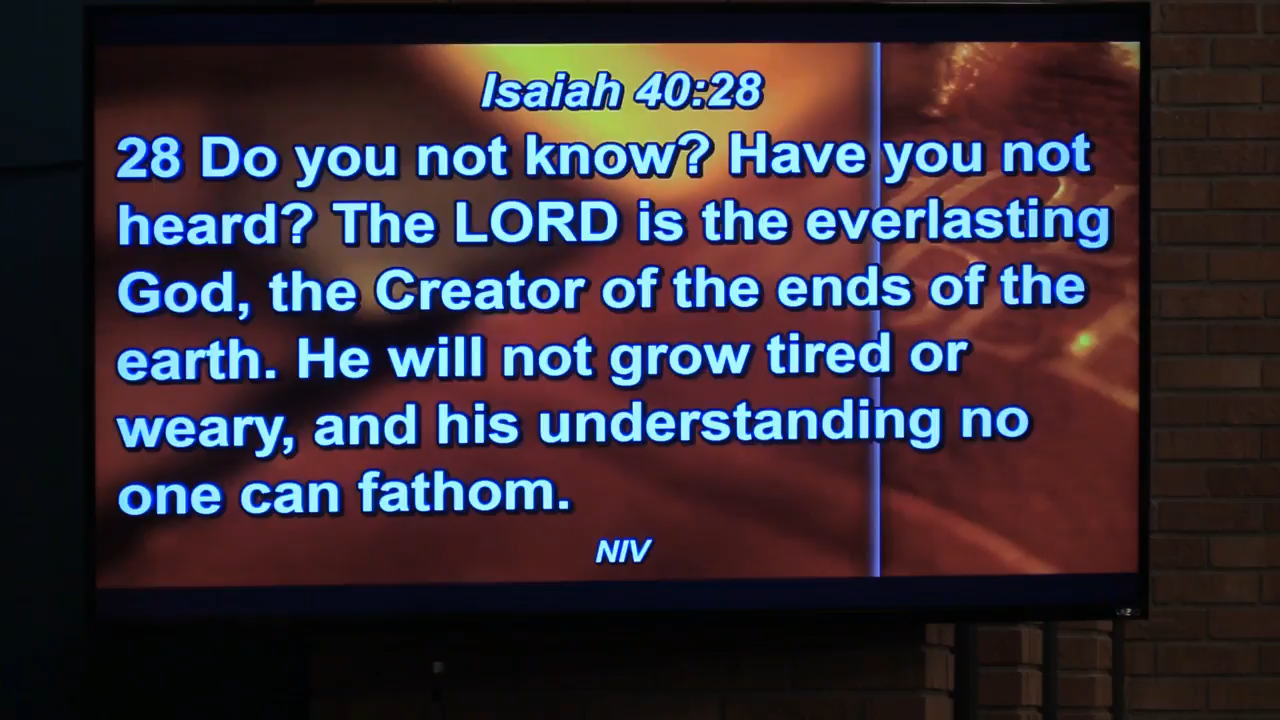 Isaiah 40:28
28 Do you not know? Have you not
heard? The LORD is the everlasting
God, the Creator of the ends of the
earth. He will not grow tired or
weary, and his understanding no
one can fathom.
NIV